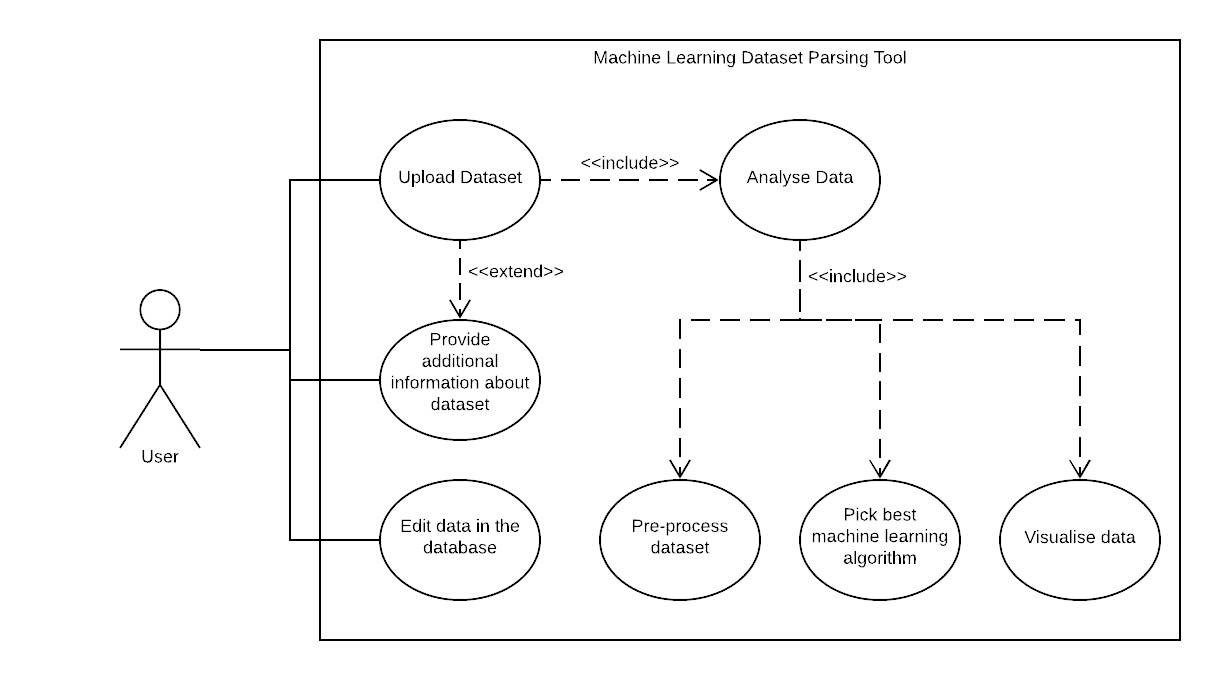 Machine Learning Dataset Parsing Tool
Upload Dataset
<<include>>
Analyse Data
<<extend>>
<<include>>
Provide
additional
information about
dataset
User
Edit data in the
database
Pre-process
dataset
Pick best
machine learning
algorithm
Visualise data